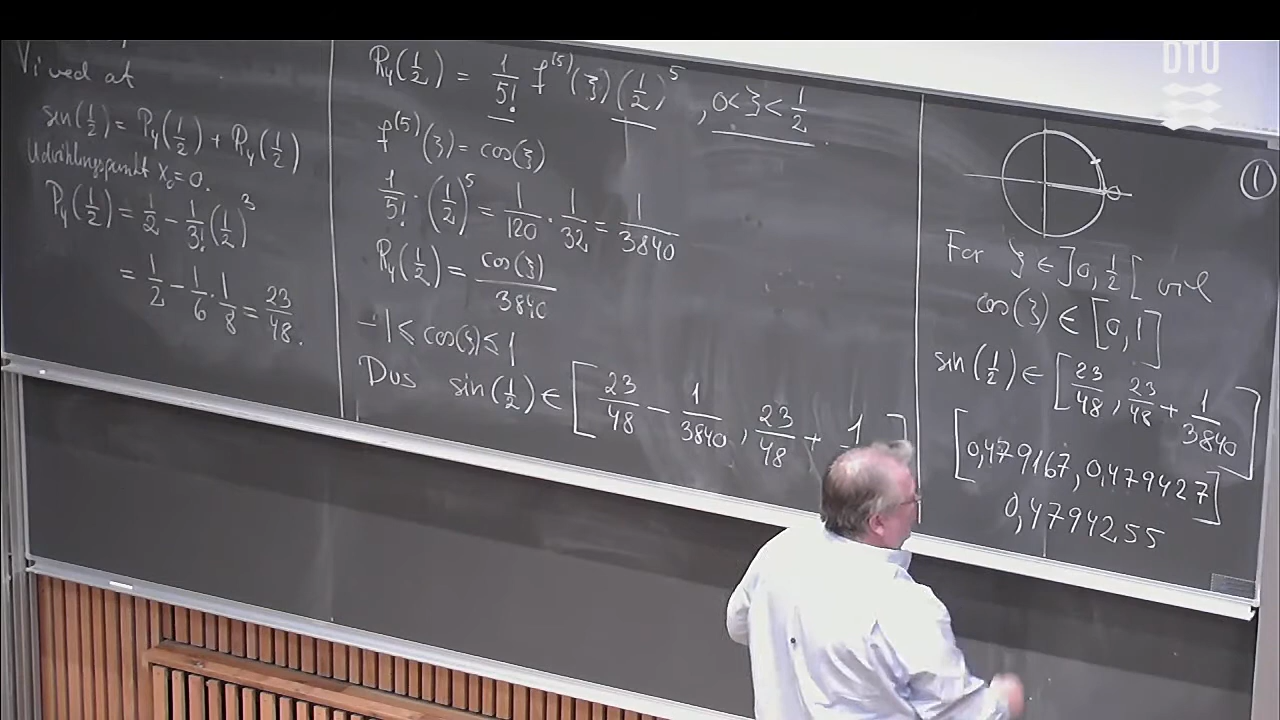 Vi ved at
sin(1/2) = P₄(1/2) + R₄(1/2)
Udviklingspunkt x₀ = 0.
P₄(1/2) = 1/2 − 1/3! (1/2)³
= 1/2 − 1/6 · 1/8 = 23/48.
R₄(1/2) = 1/5! f⁽⁵⁾(ξ) (1/2)⁵, 0 < ξ < 1/2
f⁽⁵⁾(ξ) = cos(ξ)
1/5! · (1/2)⁵ = 1/120 · 1/32 = 1/3840
R₄(1/2) = cos(ξ)/3840
−1 ≤ cos(ξ) ≤ 1
Dus sin(1/2) ∈ [23/48 − 1/3840, 23/48 + 1/ ]
DTU
①
For ξ ∈ ]0, 1/2[ vil
cos(ξ) ∈ [0,1]
sin(1/2) ∈ [23/48, 23/48 + 1/3840]
[0,479167, 0,479427]
0,4794255